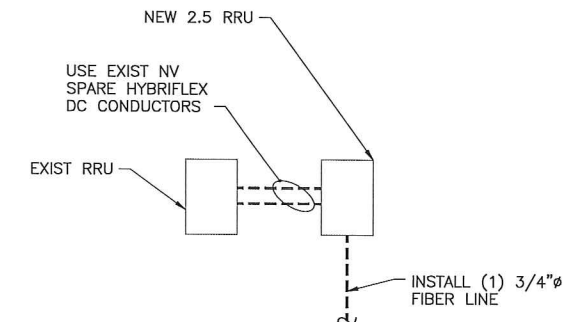 NEW 2.5 RRU
USE EXIST NV
SPARE HYBRIFLEX
DC CONDUCTORS
EXIST RRU
INSTALL (1) 3/4"ø
FIBER LINE